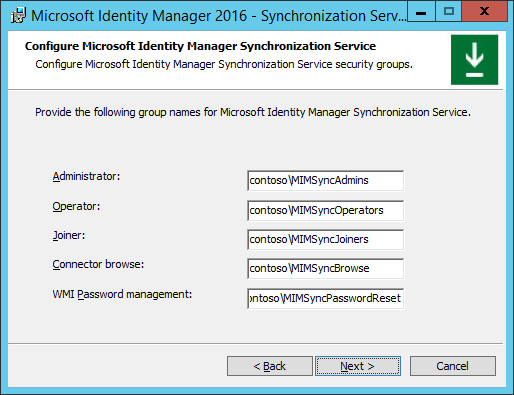 Microsoft Identity Manager 2016 - Synchronization Serv...
Configure Microsoft Identity Manager Synchronization Service
Configure Microsoft Identity Manager Synchronization Service security groups.
Provide the following group names for Microsoft Identity Manager Synchronization Service.
Administrator: contoso\MIMSyncAdmins
Operator: contoso\MIMSyncOperators
Joiner: contoso\MIMSyncJoiners
Connector browse: contoso\MIMSyncBrowse
WMI Password management: ontoso\MIMSyncPasswordReset
< Back Next > Cancel